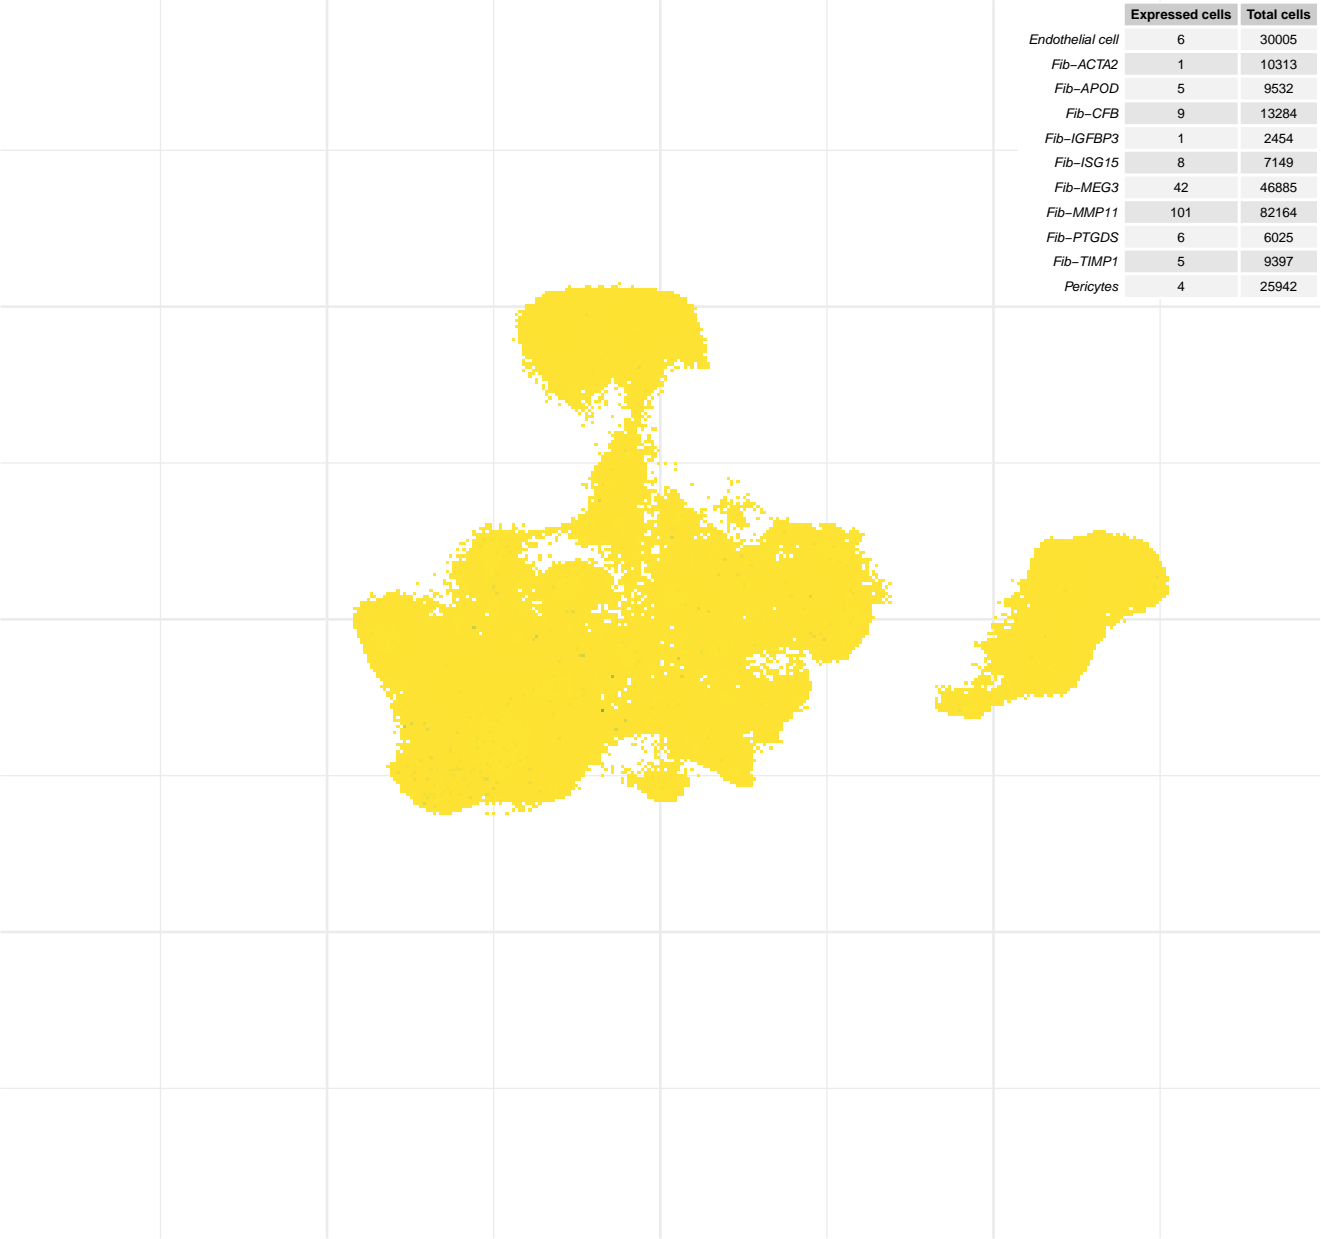 Expressed cells Total cells
Endothelial cell 6 30005
Fib−ACTA2 1 10313
Fib−APOD 5 9532
Fib−CFB 9 13284
Fib−IGFBP3 1 2454
Fib−ISG15 8 7149
Fib−MEG3 42 46885
Fib−MMP11 101 82164
Fib−PTGDS 6 6025
Fib−TIMP1 5 9397
Pericytes 4 25942